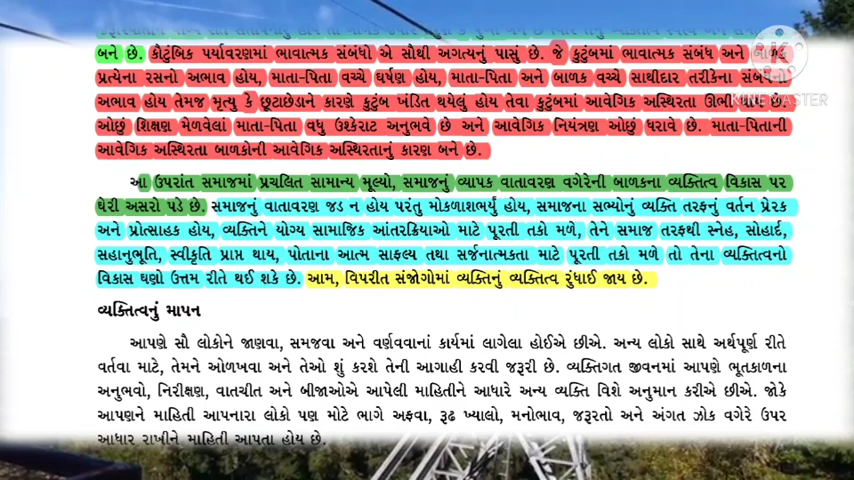 બને છે. કૌટુંબિક પર્યાવરણમાં ભાવાત્મક સંબંધો એ સૌથી અગત્યનું પાસું છે. જે કુટુંબમાં ભાવાત્મક સંબંધ અને બાળક
પ્રત્યેના રસનો અભાવ હોય, માતા-પિતા વચ્ચે ઘર્ષણ હોય, માતા-પિતા અને બાળક વચ્ચે સાથીદાર તરીકેના સંબંધનો
અભાવ હોય તેમજ મૃત્યુ કે છૂટાછેડાને કારણે કુટુંબ ખંડિત થયેલું હોય તેવા કુટુંબમાં આવેગિક અસ્થિરતા ઊભી થાય છે.
ઓછું શિક્ષણ મેળવેલાં માતા-પિતા વધુ ઉશ્કેરાટ અનુભવે છે અને આવેગિક નિયંત્રણ ઓછું ધરાવે છે. માતા-પિતાની
આવેગિક અસ્થિરતા બાળકોની આવેગિક અસ્થિરતાનું કારણ બને છે.
આ ઉપરાંત સમાજમાં પ્રચલિત સામાન્ય મૂલ્યો, સમાજનું વ્યાપક વાતાવરણ વગેરેની બાળકના વ્યક્તિત્વ વિકાસ પર
ઘેરી અસરો પડે છે. સમાજનું વાતાવરણ જડ ન હોય પરંતુ મોકળાશભર્યું હોય, સમાજના સભ્યોનું વ્યક્તિ તરફનું વર્તન પ્રેરક
અને પ્રોત્સાહક હોય, વ્યક્તિને યોગ્ય સામાજિક આંતરક્રિયાઓ માટે પૂરતી તકો મળે, તેને સમાજ તરફથી સ્નેહ, સોહાર્દ,
સહાનુભૂતિ, સ્વીકૃતિ પ્રાપ્ત થાય, પોતાના આત્મ સાફલ્ય તથા સર્જનાત્મકતા માટે પૂરતી તકો મળે તો તેના વ્યક્તિત્વનો
વિકાસ ઘણો ઉત્તમ રીતે થઈ શકે છે. આમ, વિપરીત સંજોગોમાં વ્યક્તિનું વ્યક્તિત્વ રુંધાઈ જાય છે.
વ્યક્તિત્વનું માપન
આપણે સૌ લોકોને જાણવા, સમજવા અને વર્ણવવાનાં કાર્યમાં લાગેલા હોઈએ છીએ. અન્ય લોકો સાથે અર્થપૂર્ણ રીતે
વર્તવા માટે, તેમને ઓળખવા અને તેઓ શું કરશે તેની આગાહી કરવી જરૂરી છે. વ્યક્તિગત જીવનમાં આપણે ભૂતકાળના
અનુભવો, નિરીક્ષણ, વાતચીત અને બીજાઓએ આપેલી માહિતીને આધારે અન્ય વ્યક્તિ વિશે અનુમાન કરીએ છીએ. જોકે
આપણને માહિતી આપનારા લોકો પણ મોટે ભાગે અફવા, રૂઢ ખ્યાલો, મનોભાવ, જરૂરતો અને અંગત ઝોક વગેરે ઉપર
આધાર રાખીને માહિતી આપતા હોય છે.
KINEMASTER